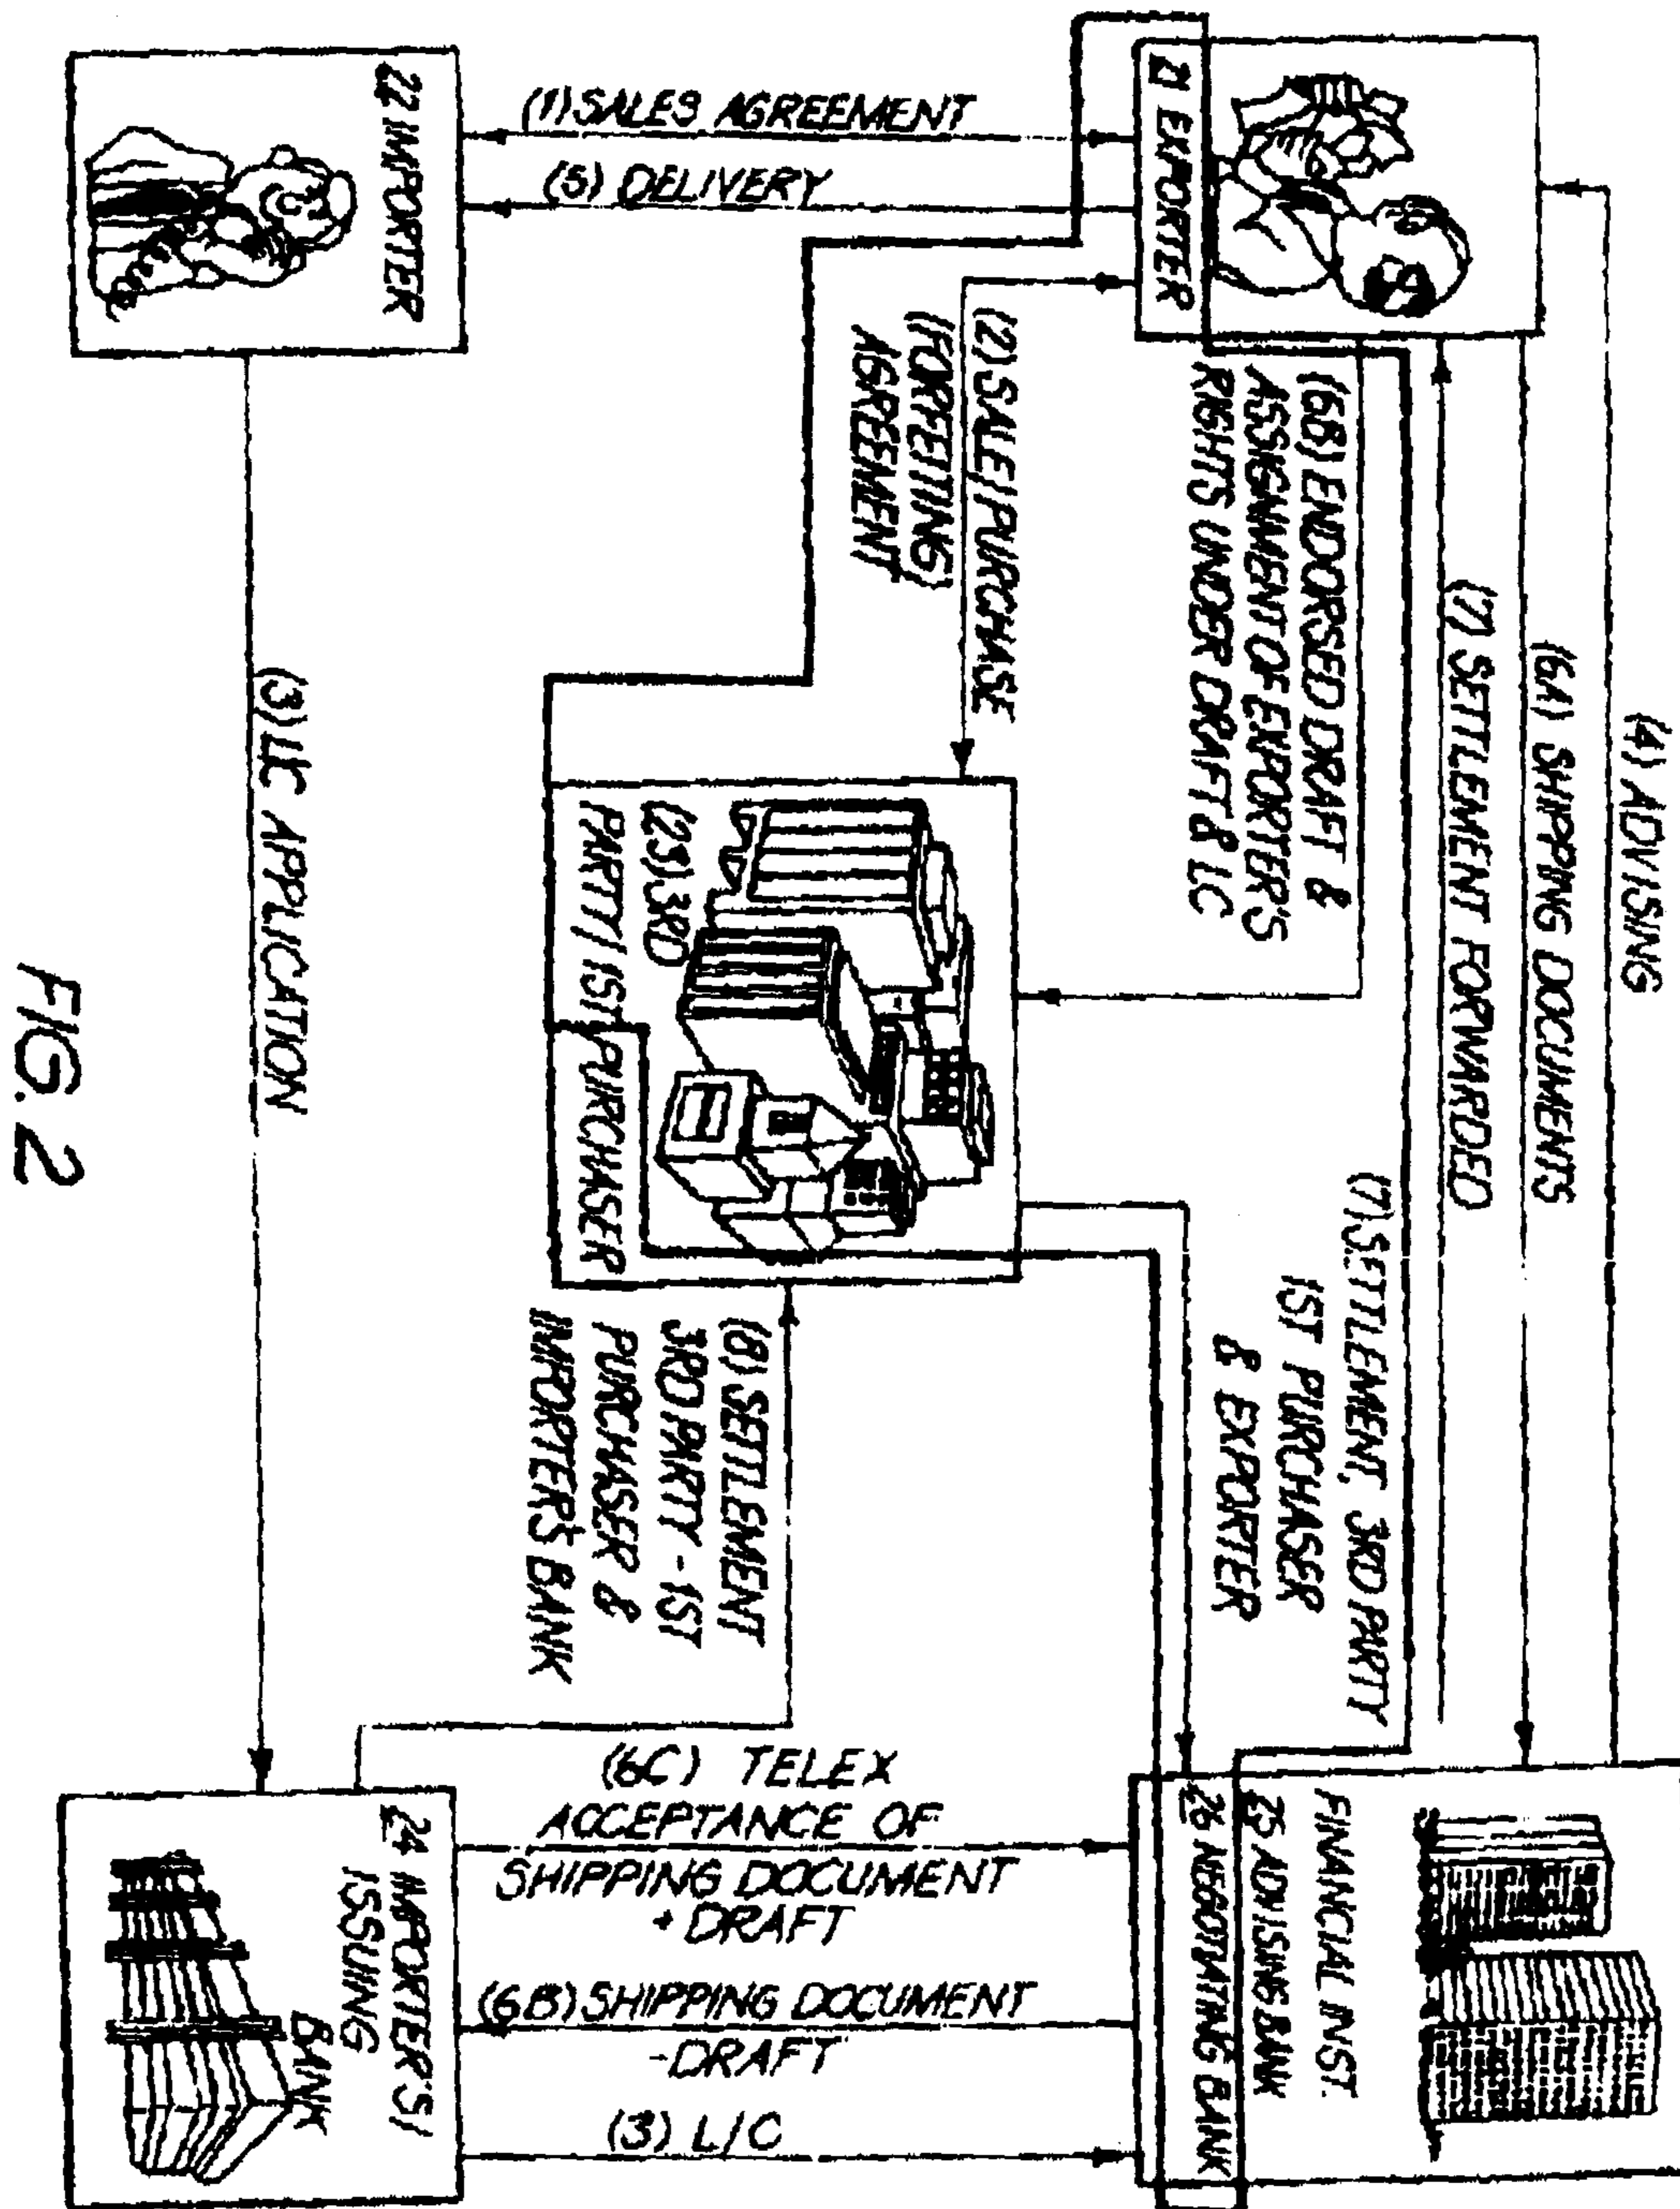 (4) ADVISING
(6A) SHIPPING DOCUMENTS
(7) SETTLEMENT FORWARDED
21 EXPORTER
(6B) ENDORSED DRAFT &
ASSIGNMENT OF EXPORTER'S
RIGHTS UNDER DRAFT & LC
(7) SETTLEMENT, 3RD PARTY
1ST PURCHASER
& EXPORTER
FINANCIAL INST.
25 ADVISING BANK
26 NEGOTIATING BANK
(1) SALES AGREEMENT
(5) DELIVERY
(2) SALE/PURCHASE
(FORFEITING)
AGREEMENT
(23) 3RD
PARTY/1ST PURCHASER
(8) SETTLEMENT
3RD PARTY - 1ST
PURCHASER &
IMPORTER'S BANK
(6C) TELEX
ACCEPTANCE OF
SHIPPING DOCUMENT
+ DRAFT
(6B) SHIPPING DOCUMENT
-DRAFT
(3) L/C
22 IMPORTER
(3) L/C APPLICATION
24 IMPORTER'S/
ISSUING
BANK
FIG. 2